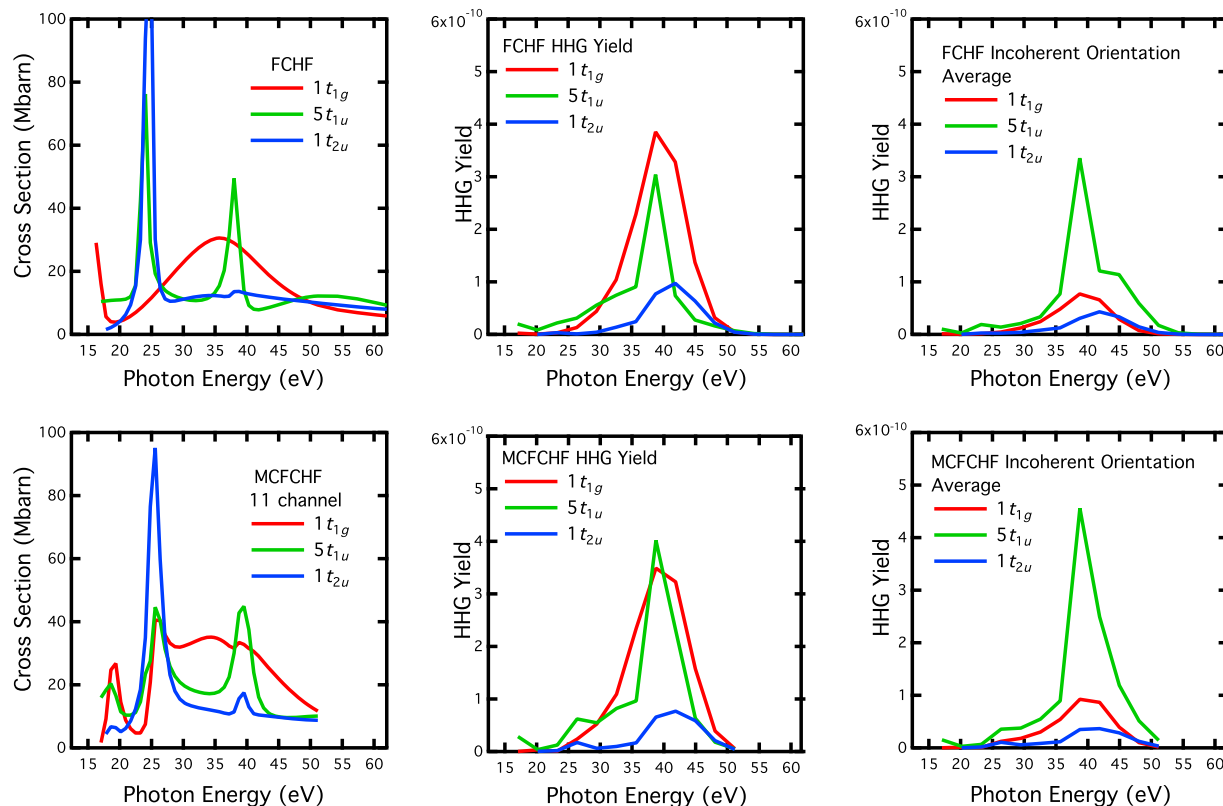 100
80
60
40
20
0
Cross Section (Mbarn)
FCHF
1t1g
5t1u
1t2u
15 20 25 30 35 40 45 50 55 60
Photon Energy (eV)
6x10-10
5
4
3
2
1
0
HHG Yield
FCHF HHG Yield
1t1g
5t1u
1t2u
15 20 25 30 35 40 45 50 55 60
Photon Energy (eV)
6x10-10
5
4
3
2
1
0
HHG Yield
FCHF Incoherent Orientation
Average
1t1g
5t1u
1t2u
15 20 25 30 35 40 45 50 55 60
Photon Energy (eV)
100
80
60
40
20
0
Cross Section (Mbarn)
MCFCHF
11 channel
1t1g
5t1u
1t2u
15 20 25 30 35 40 45 50 55 60
Photon Energy (eV)
6x10-10
5
4
3
2
1
0
HHG Yield
MCFCHF HHG Yield
1t1g
5t1u
1t2u
15 20 25 30 35 40 45 50 55 60
Photon Energy (eV)
6x10-10
5
4
3
2
1
0
HHG Yield
MCFCHF Incoherent Orientation
Average
1t1g
5t1u
1t2u
15 20 25 30 35 40 45 50 55 60
Photon Energy (eV)